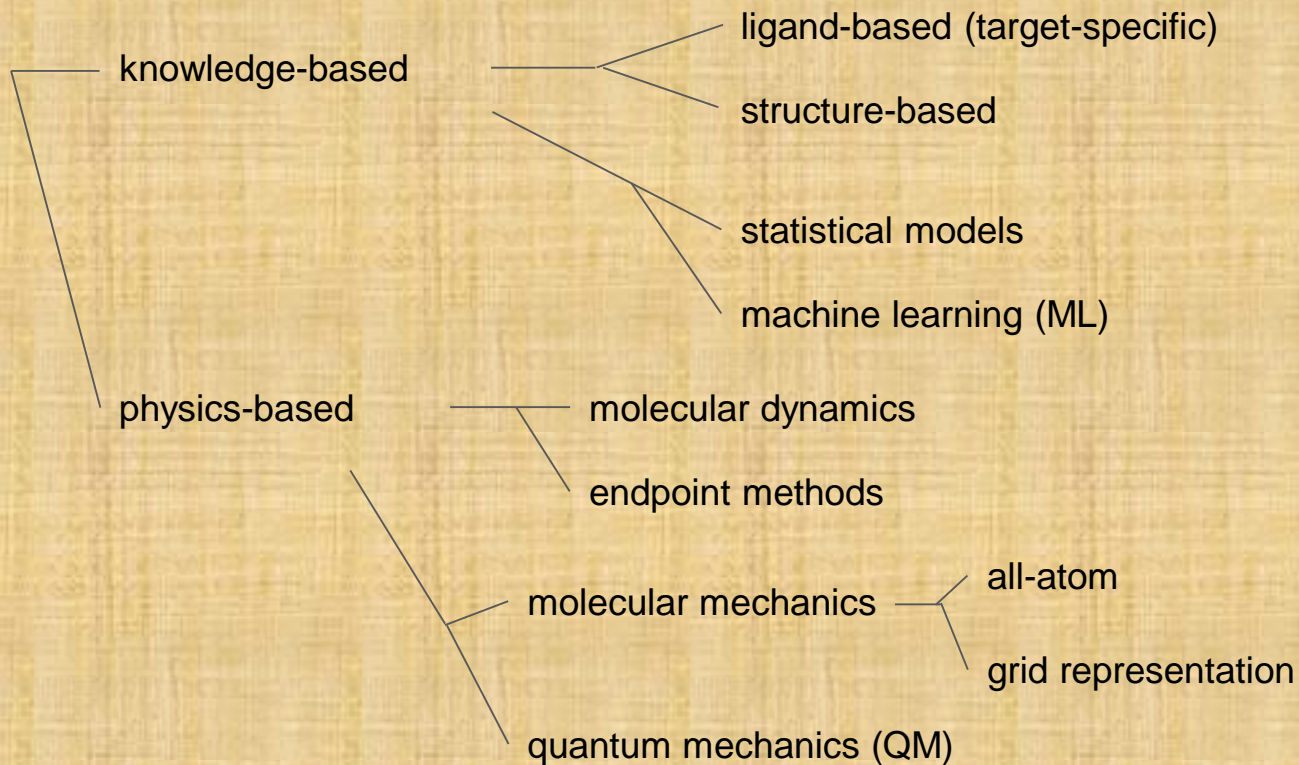 ligand-based (target-specific)
knowledge-based
structure-based
statistical models
machine learning (ML)
physics-based
molecular dynamics
endpoint methods
all-atom
molecular mechanics
grid representation
quantum mechanics (QM)